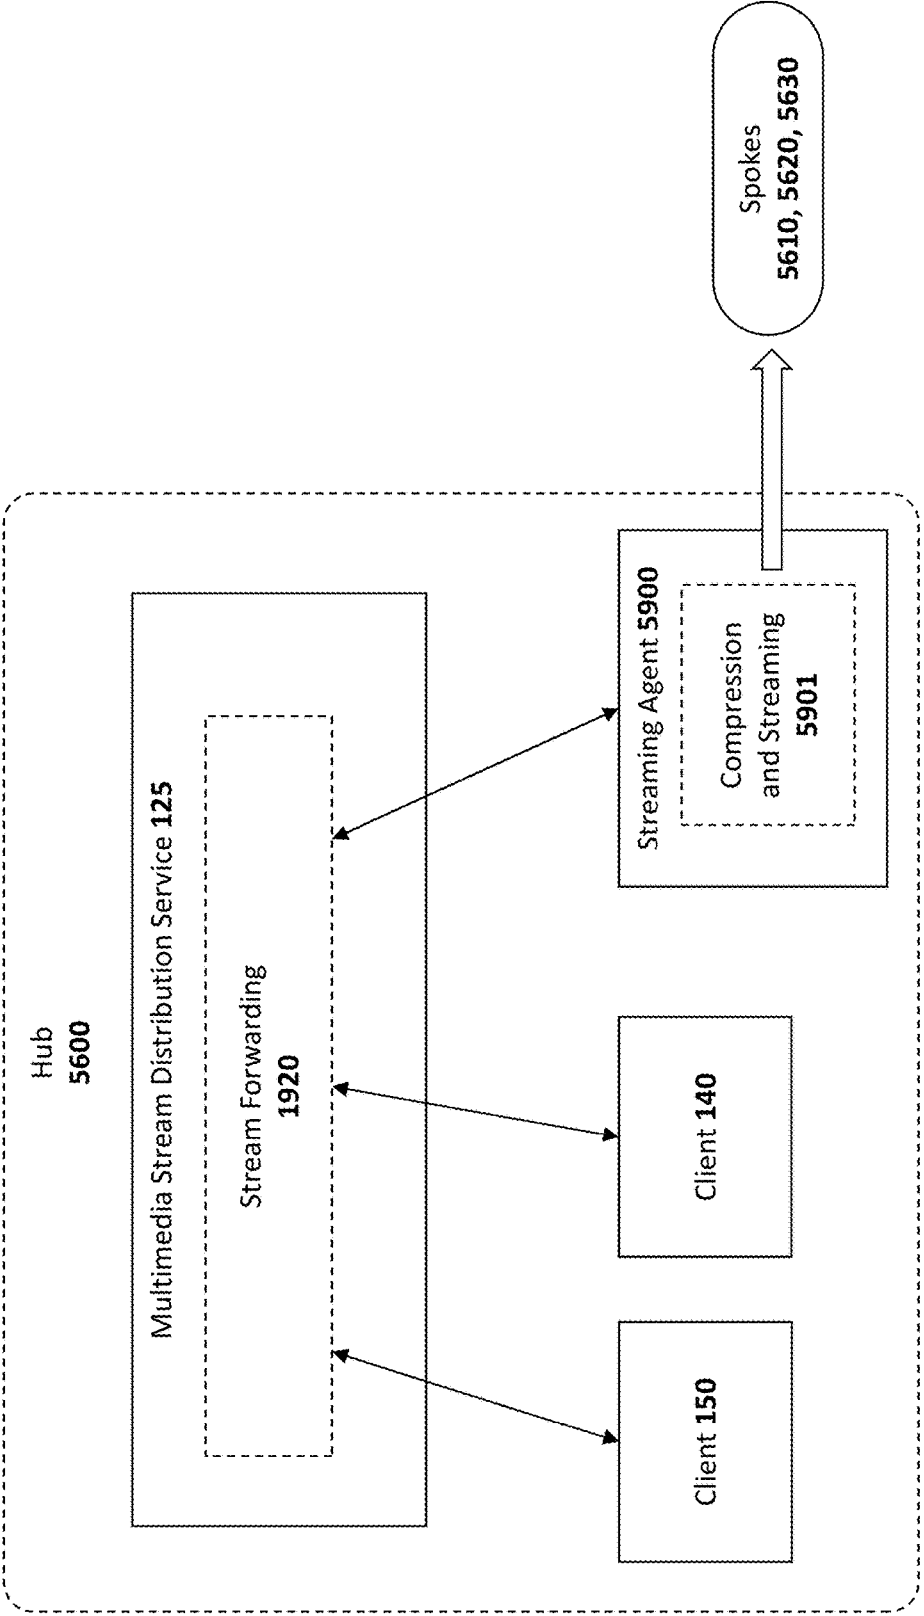 Hub
5600
Multimedia Stream Distribution Service 125
Stream Forwarding
1920
Client 150
Client 140
Streaming Agent 5900
Compression
and Streaming
5901
Spokes
5610, 5620, 5630